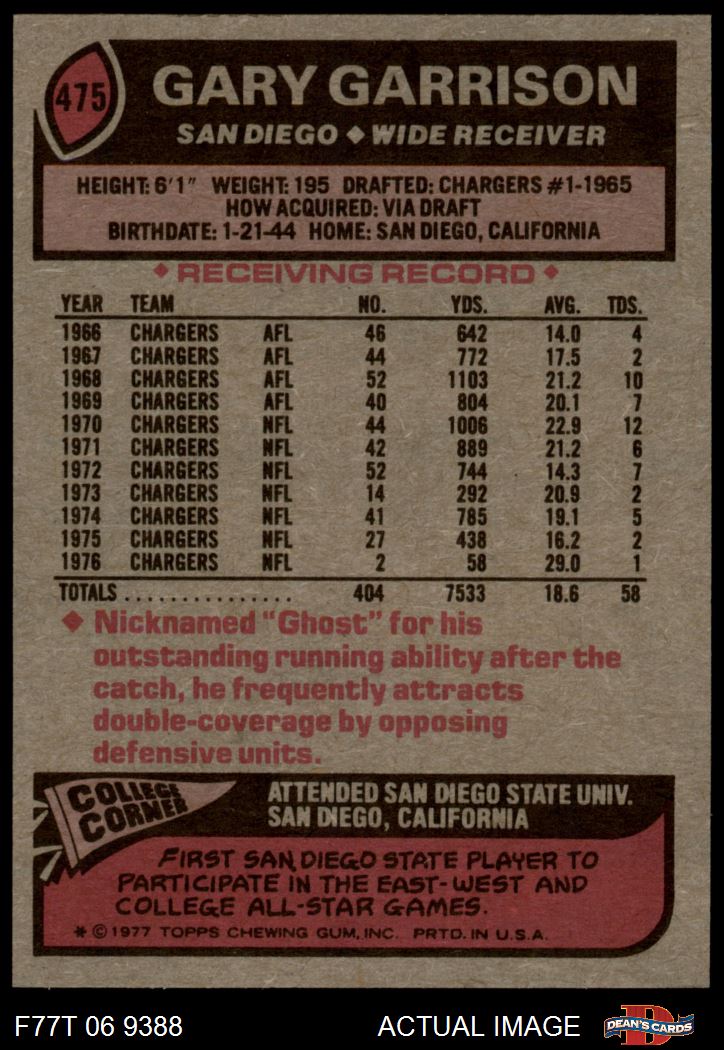 475
GARY GARRISON
SAN DIEGO ◆ WIDE RECEIVER
HEIGHT: 6'1" WEIGHT: 195 DRAFTED: CHARGERS #1-1965
HOW ACQUIRED: VIA DRAFT
BIRTHDATE: 1-21-44 HOME: SAN DIEGO, CALIFORNIA
◆ RECEIVING RECORD ◆
YEAR TEAM NO. YDS. AVG. TDS.
1966 CHARGERS AFL 46 642 14.0 4
1967 CHARGERS AFL 44 772 17.5 2
1968 CHARGERS AFL 52 1103 21.2 10
1969 CHARGERS AFL 40 804 20.1 7
1970 CHARGERS NFL 44 1006 22.9 12
1971 CHARGERS NFL 42 889 21.2 6
1972 CHARGERS NFL 52 744 14.3 7
1973 CHARGERS NFL 14 292 20.9 2
1974 CHARGERS NFL 41 785 19.1 5
1975 CHARGERS NFL 27 438 16.2 2
1976 CHARGERS NFL 2 58 29.0 1
TOTALS ............... 404 7533 18.6 58
◆ Nicknamed "Ghost" for his
outstanding running ability after the
catch, he frequently attracts
double-coverage by opposing
defensive units.
COLLEGE
CORNER
ATTENDED SAN DIEGO STATE UNIV.
SAN DIEGO, CALIFORNIA
FIRST SAN DIEGO STATE PLAYER TO
PARTICIPATE IN THE EAST-WEST AND
COLLEGE ALL-STAR GAMES.
* © 1977 TOPPS CHEWING GUM, INC. PRTD. IN U.S.A.
F77T 06 9388 ACTUAL IMAGE
D
DEAN'S CARDS